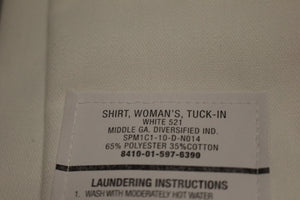 SHIRT, WOMAN'S, TUCK-IN
WHITE 521
MIDDLE GA. DIVERSIFIED IND.
SPM1C1-10-D-N014
65% POLYESTER 35%COTTON
8410-01-597-6390
LAUNDERING INSTRUCTIONS
1. WASH WITH MODERATELY HOT WATER